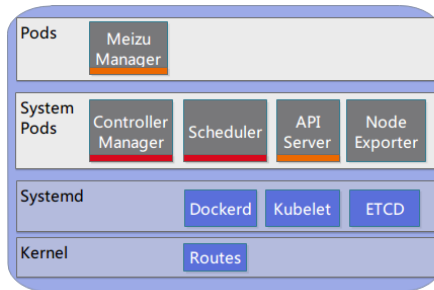 Pods
Meizu
Manager
System
Pods
Controller
Manager
Scheduler
API
Server
Node
Exporter
Systemd
Dockerd
Kubelet
ETCD
Kernel
Routes